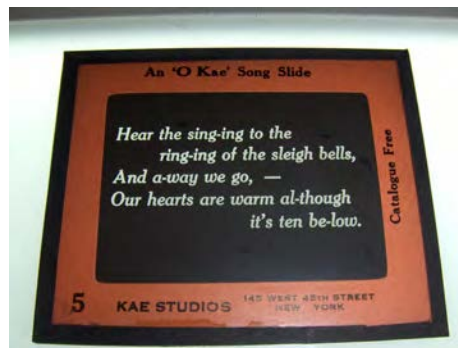 An 'O Kae' Song Slide
Hear the sing-ing to the
ring-ing of the sleigh bells,
And a-way we go, —
Our hearts are warm al-though
it's ten be-low.
Catalogue Free
5
KAE STUDIOS
145 WEST 45TH STREET
NEW YORK